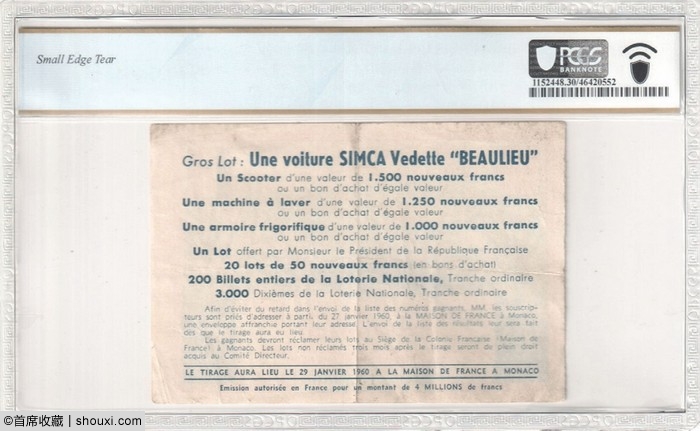 Small Edge Tear
PCGS
BANKNOTE
1152448.30/46420552
Gros Lot : Une voiture SIMCA Vedette "BEAULIEU"
Un Scooter d'une valeur de 1.500 nouveaux francs
ou un bon d'achat d'égale valeur
Une machine à laver d'une valeur de 1.250 nouveaux francs
ou un bon d'achat d'égale valeur
Une armoire frigorifique d'une valeur de 1.000 nouveaux francs
ou un bon d'achat d'égale valeur
Un Lot offert par Monsieur le Président de la République Française
20 lots de 50 nouveaux francs (en bons d'achat)
200 Billets entiers de la Loterie Nationale, Tranche ordinaire
3.000 Dixièmes de la Loterie Nationale, Tranche ordinaire
Afin d'éviter du retard dans l'envoi de la liste des numéros gagnants, MM. les souscrip-
teurs sont priés d'adresser à partir du 27 janvier 1960, à la MAISON DE FRANCE à Monaco,
une enveloppe affranchie portant leur adresse. L'envoi de la liste des résultats leur sera fait
dès que le tirage aura eu lieu.
Les gagnants devront réclamer leurs lots au Siège de la Colonie Française (Maison de
France) à Monaco. Les lots non réclamés trois mois après le tirage seront de plein droit
acquis au Comité Directeur.
LE TIRAGE AURA LIEU LE 29 JANVIER 1960 A LA MAISON DE FRANCE A MONACO
Emission autorisée en France pour un montant de 4 MILLIONS de francs
©首席收藏 | shouxi.com